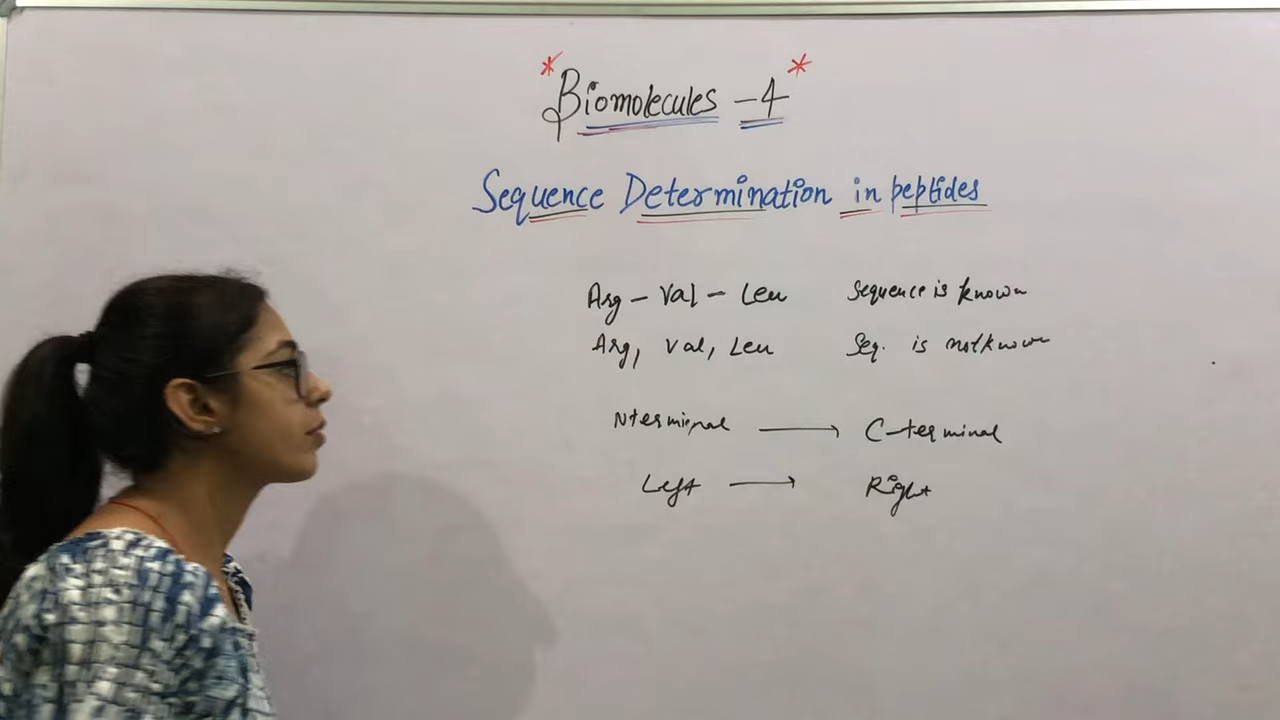 * Biomolecules - 4 *
Sequence Determination in peptides
Arg - Val - Leu Sequence is known
Arg, Val, Leu Seq. is not known
N terminal → C-terminal
Left → Right